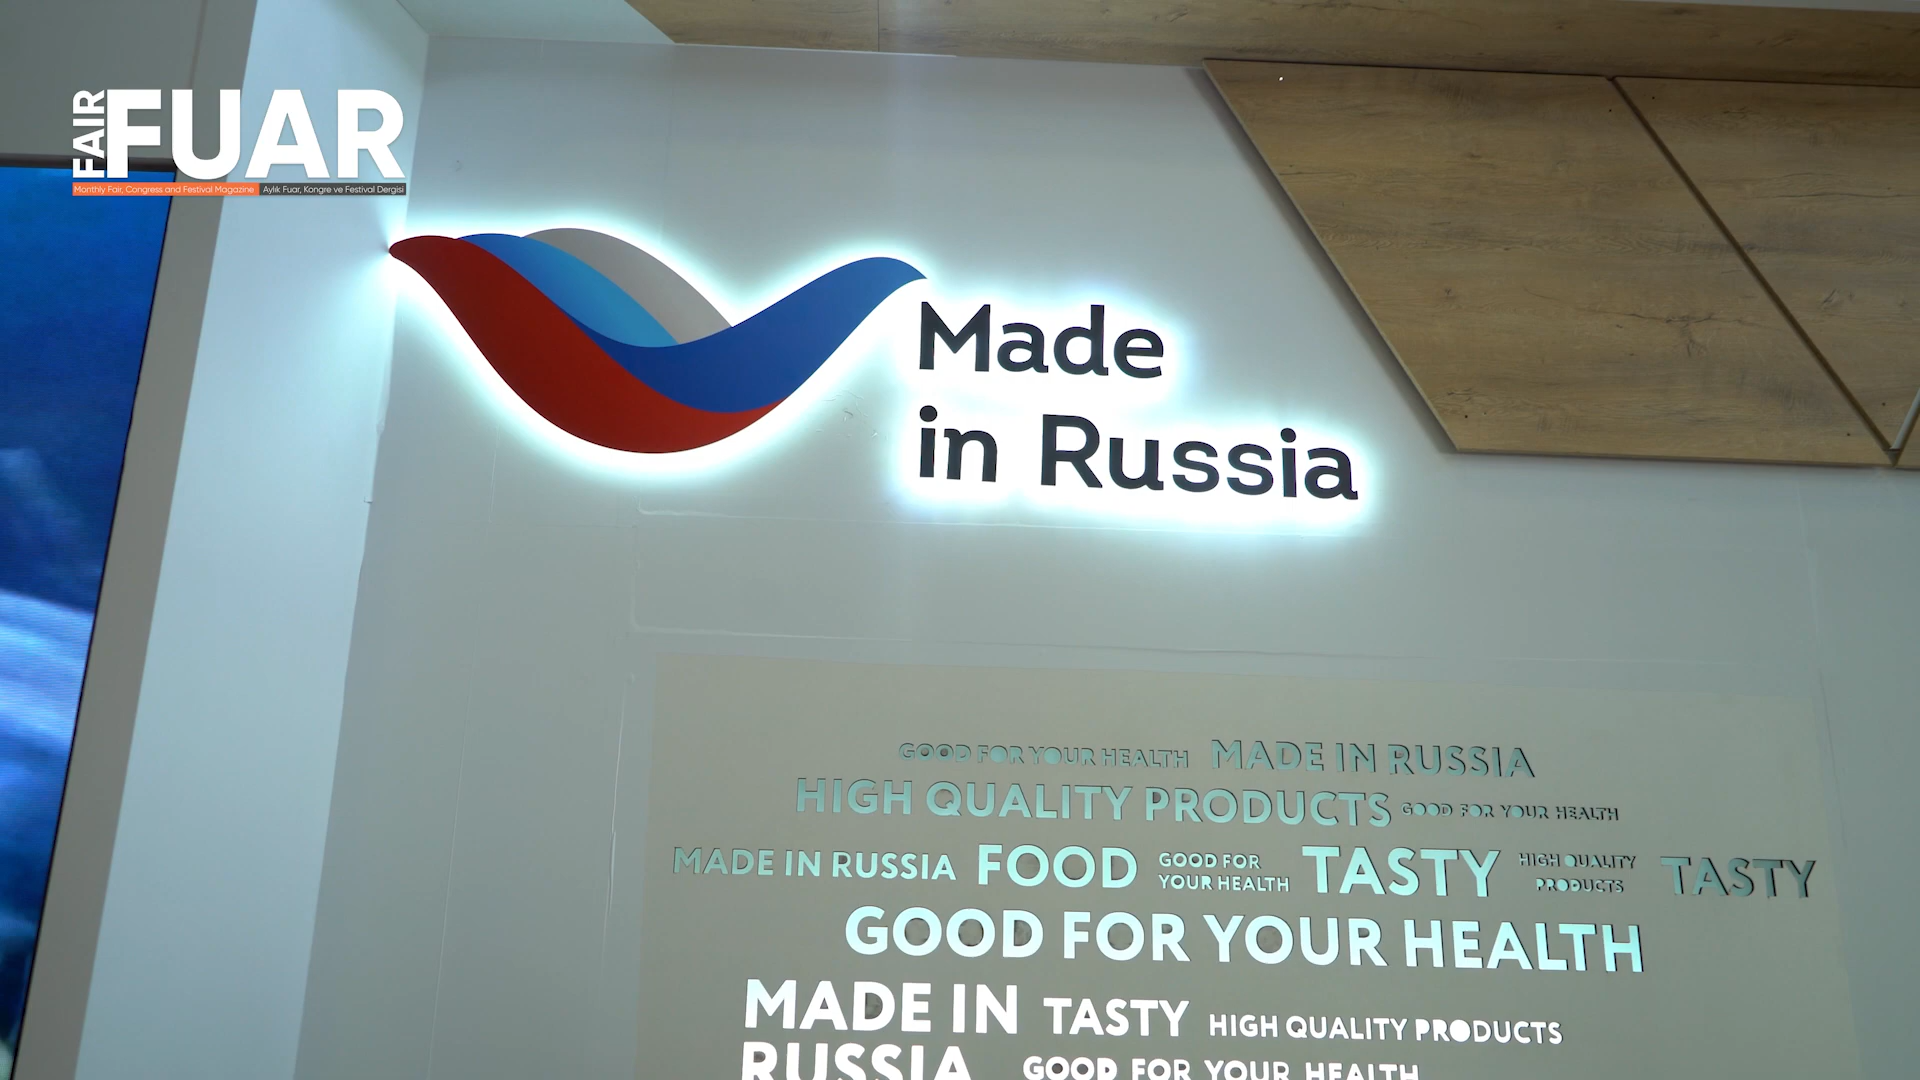 FAIR FUAR
Monthly Fair, Congress and Festival Magazine Aylık Fuar, Kongre ve Festival Dergisi
Made
in Russia
GOOD FOR YOUR HEALTH MADE IN RUSSIA
HIGH QUALITY PRODUCTS GOOD FOR YOUR HEALTH
MADE IN RUSSIA FOOD GOOD FOR YOUR HEALTH TASTY HIGH QUALITY PRODUCTS TASTY
GOOD FOR YOUR HEALTH
MADE IN TASTY HIGH QUALITY PRODUCTS
RUSSIA GOOD FOR YOUR HEALTH